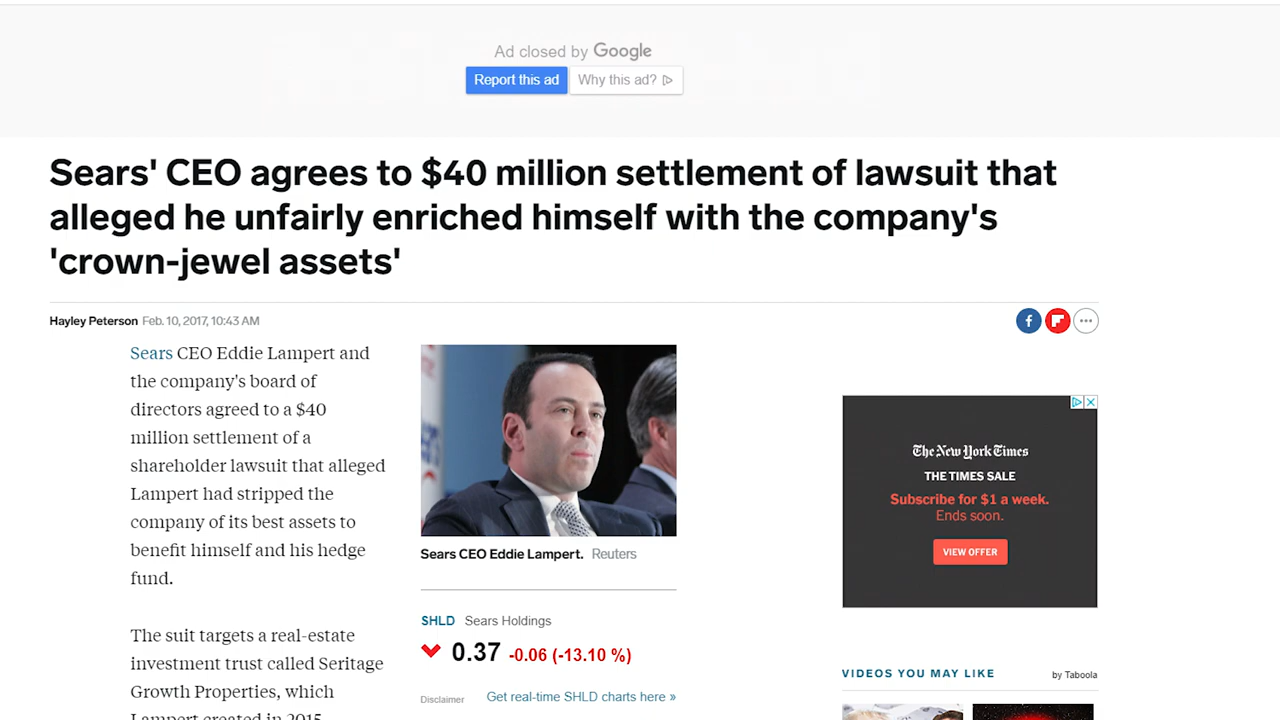 Ad closed by Google
Report this ad
Why this ad?
Sears' CEO agrees to $40 million settlement of lawsuit that
alleged he unfairly enriched himself with the company's
'crown-jewel assets'
Hayley Peterson Feb. 10, 2017, 10:43 AM
Sears CEO Eddie Lampert and
the company's board of
directors agreed to a $40
million settlement of a
shareholder lawsuit that alleged
Lampert had stripped the
company of its best assets to
benefit himself and his hedge
fund.
The suit targets a real-estate
investment trust called Seritage
Growth Properties, which
Lampert created in 2015
Sears CEO Eddie Lampert. Reuters
SHLD Sears Holdings
0.37 -0.06 (-13.10 %)
Disclaimer
Get real-time SHLD charts here »
The New York Times
THE TIMES SALE
Subscribe for $1 a week.
Ends soon.
VIEW OFFER
VIDEOS YOU MAY LIKE
by Taboola